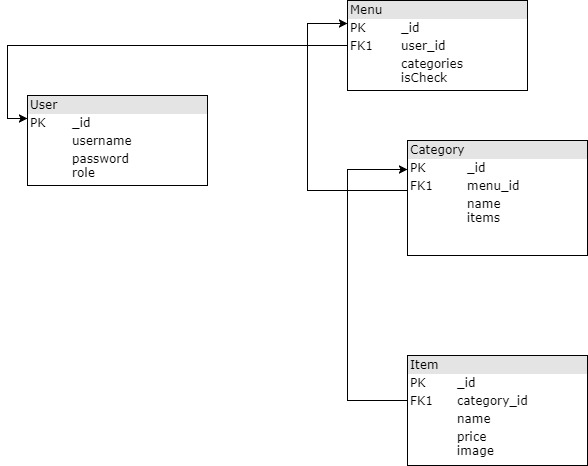 Menu
PK _id
FK1 user_id
categories
isCheck
User
PK _id
username
password
role
Category
PK _id
FK1 menu_id
name
items
Item
PK _id
FK1 category_id
name
price
image